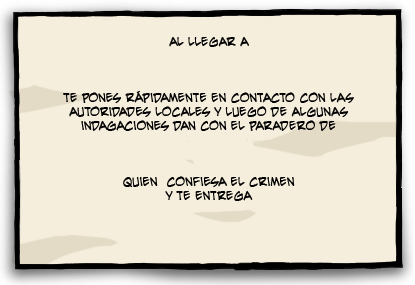 AL LLEGAR A
TE PONES RÁPIDAMENTE EN CONTACTO CON LAS
AUTORIDADES LOCALES Y LUEGO DE ALGUNAS
INDAGACIONES DAN CON EL PARADERO DE
QUIEN CONFIESA EL CRIMEN
Y TE ENTREGA